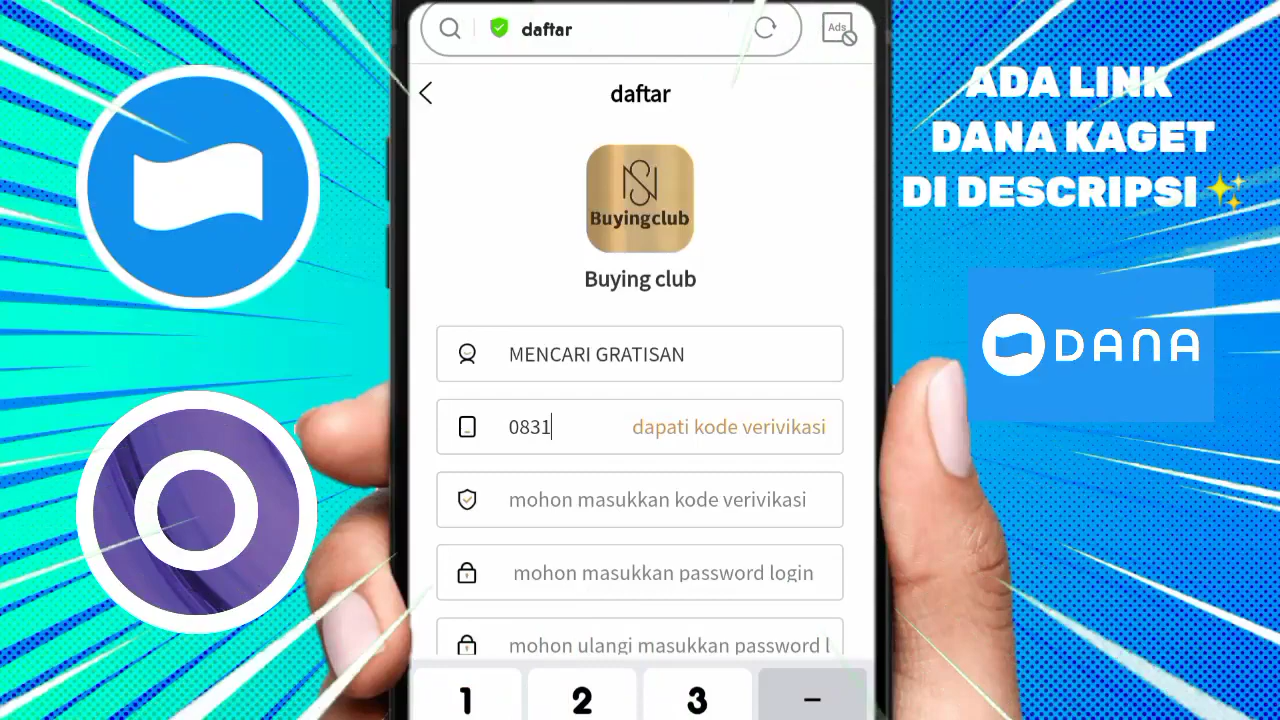 daftar
Ads
daftar
ADA LINK
DANA KAGET
DI DESCRIPSI
Buyingclub
Buying club
DANA
MENCARI GRATISAN
0831
dapati kode verivikasi
mohon masukkan kode verivikasi
mohon masukkan password login
mohon ulangi masukkan password l
1 2 3 –